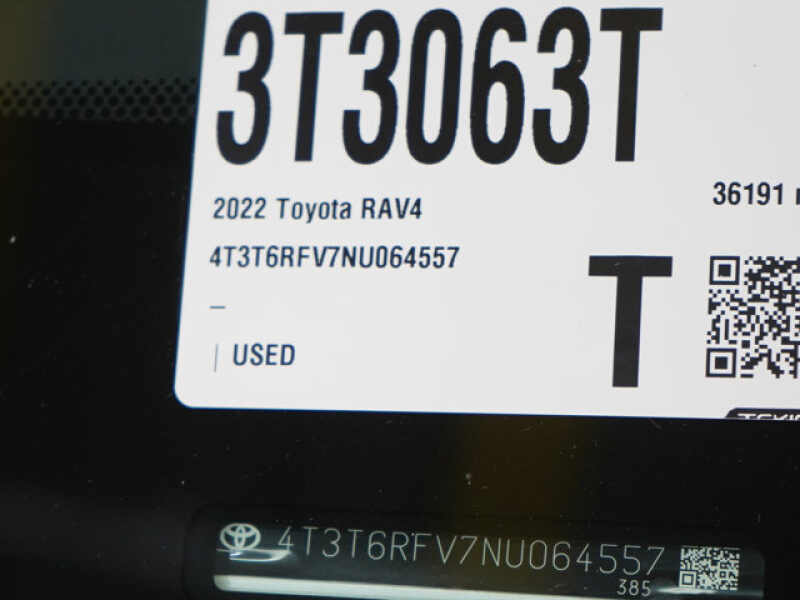 3T3063T
2022 Toyota RAV4
36191
4T3T6RFV7NU064557
T
–
| USED
4T3T6RFV7NU064557
385